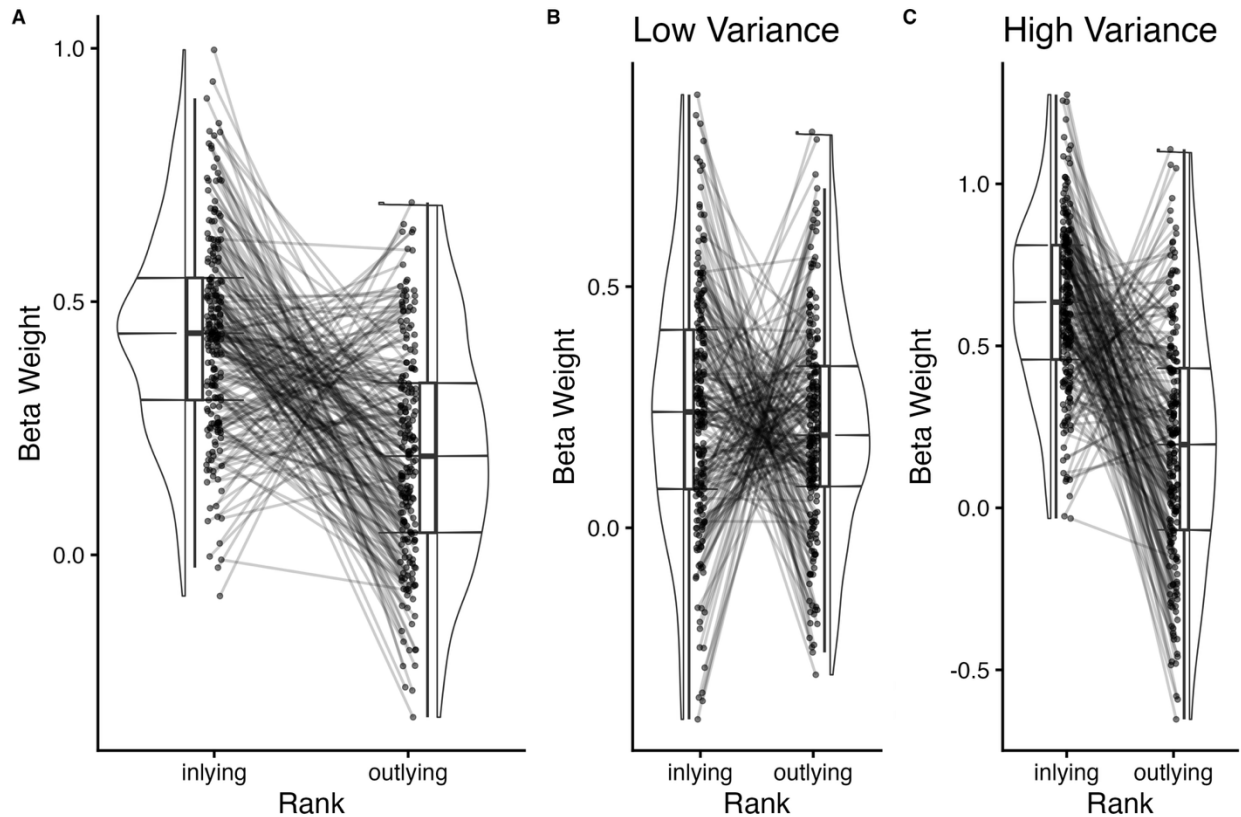 A
1.0
0.5
0.0
Beta Weight
inlying outlying
Rank
B
Low Variance
0.5
0.0
Beta Weight
inlying outlying
Rank
C
High Variance
1.0
0.5
0.0
-0.5
Beta Weight
inlying outlying
Rank